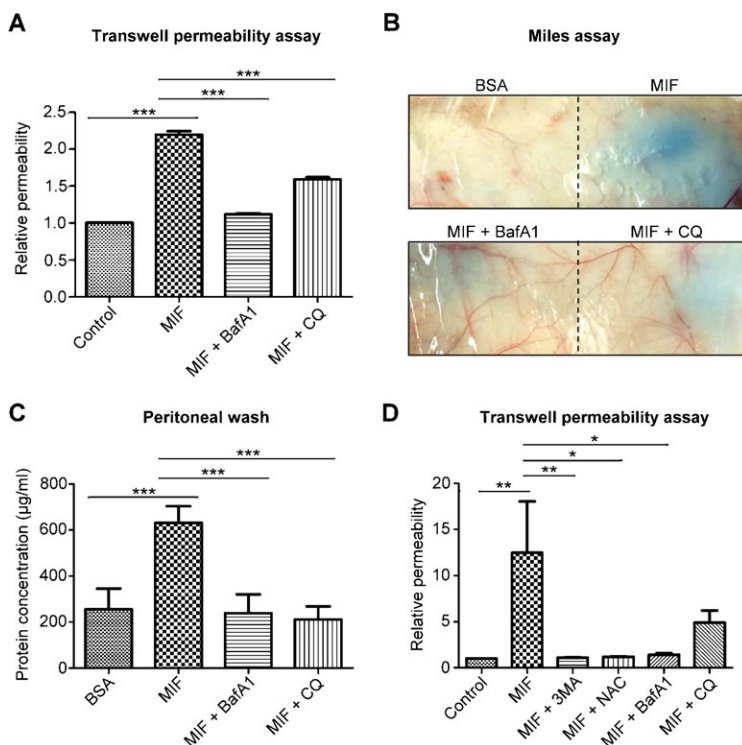 A
Transwell permeability assay
Relative permeability
2.5
2.0
1.5
1.0
0.5
0.0
***
***
***
Control
MIF
MIF + BafA1
MIF + CQ
B
Miles assay
BSA
MIF
MIF + BafA1
MIF + CQ
C
Peritoneal wash
Protein concentration (µg/ml)
800
600
400
200
0
***
***
***
BSA
MIF
MIF + BafA1
MIF + CQ
D
Transwell permeability assay
Relative permeability
20
15
10
5
0
*
*
**
**
Control
MIF
MIF + 3MA
MIF + NAC
MIF + BafA1
MIF + CQ